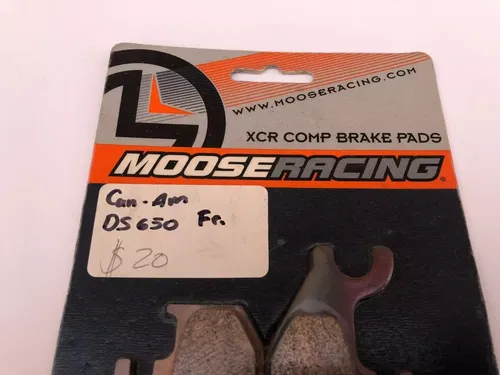 WWW.MOOSERACING.COM
XCR COMP BRAKE PADS
MOOSERACING®
Can-Am
DS650 Fr.
$20